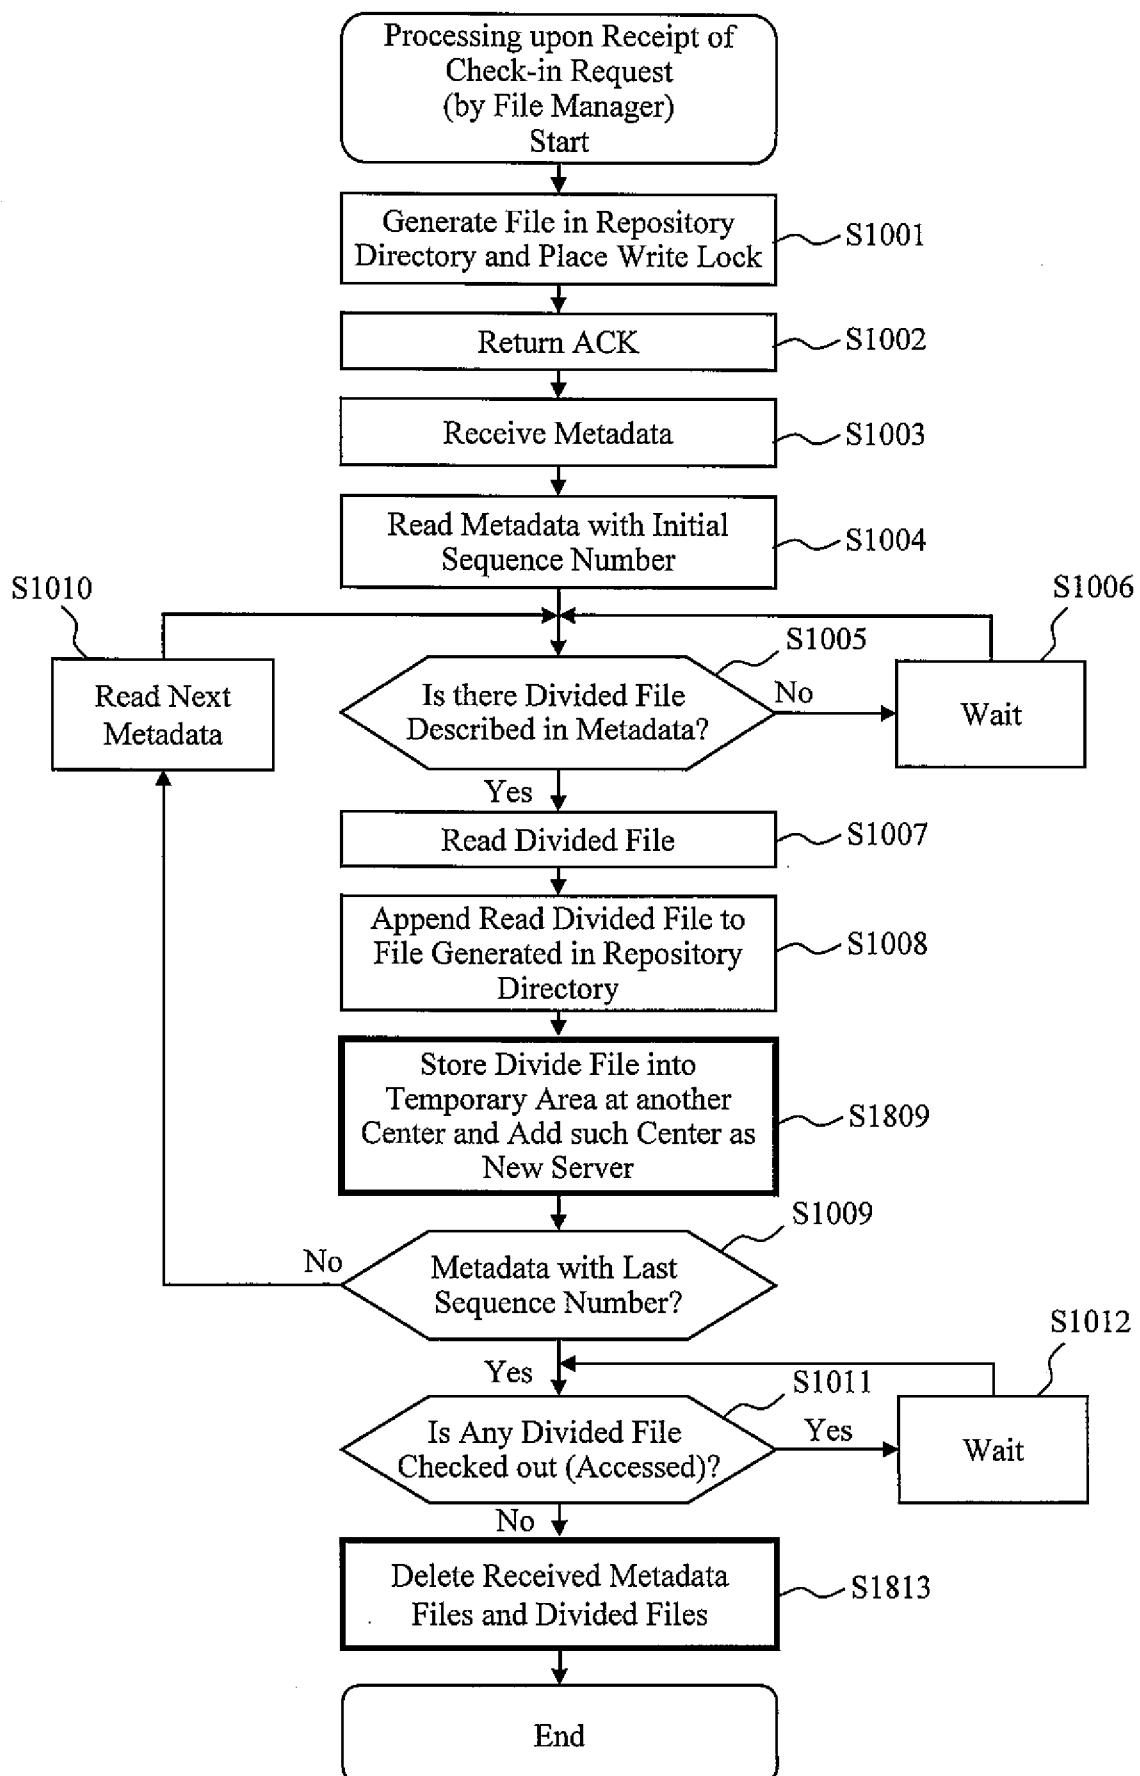 Processing upon Receipt of
Check-in Request
(by File Manager)
Start
Generate File in Repository
Directory and Place Write Lock
S1001
Return ACK
S1002
Receive Metadata
S1003
Read Metadata with Initial
Sequence Number
S1004
S1010
S1006
S1005
Read Next
Metadata
Is there Divided File
Described in Metadata?
No
Wait
Yes
Read Divided File
S1007
Append Read Divided File to
File Generated in Repository
Directory
S1008
Store Divide File into
Temporary Area at another
Center and Add such Center as
New Server
S1809
S1009
No
Metadata with Last
Sequence Number?
S1012
Yes
S1011
Is Any Divided File
Checked out (Accessed)?
Yes
Wait
No
Delete Received Metadata
Files and Divided Files
S1813
End